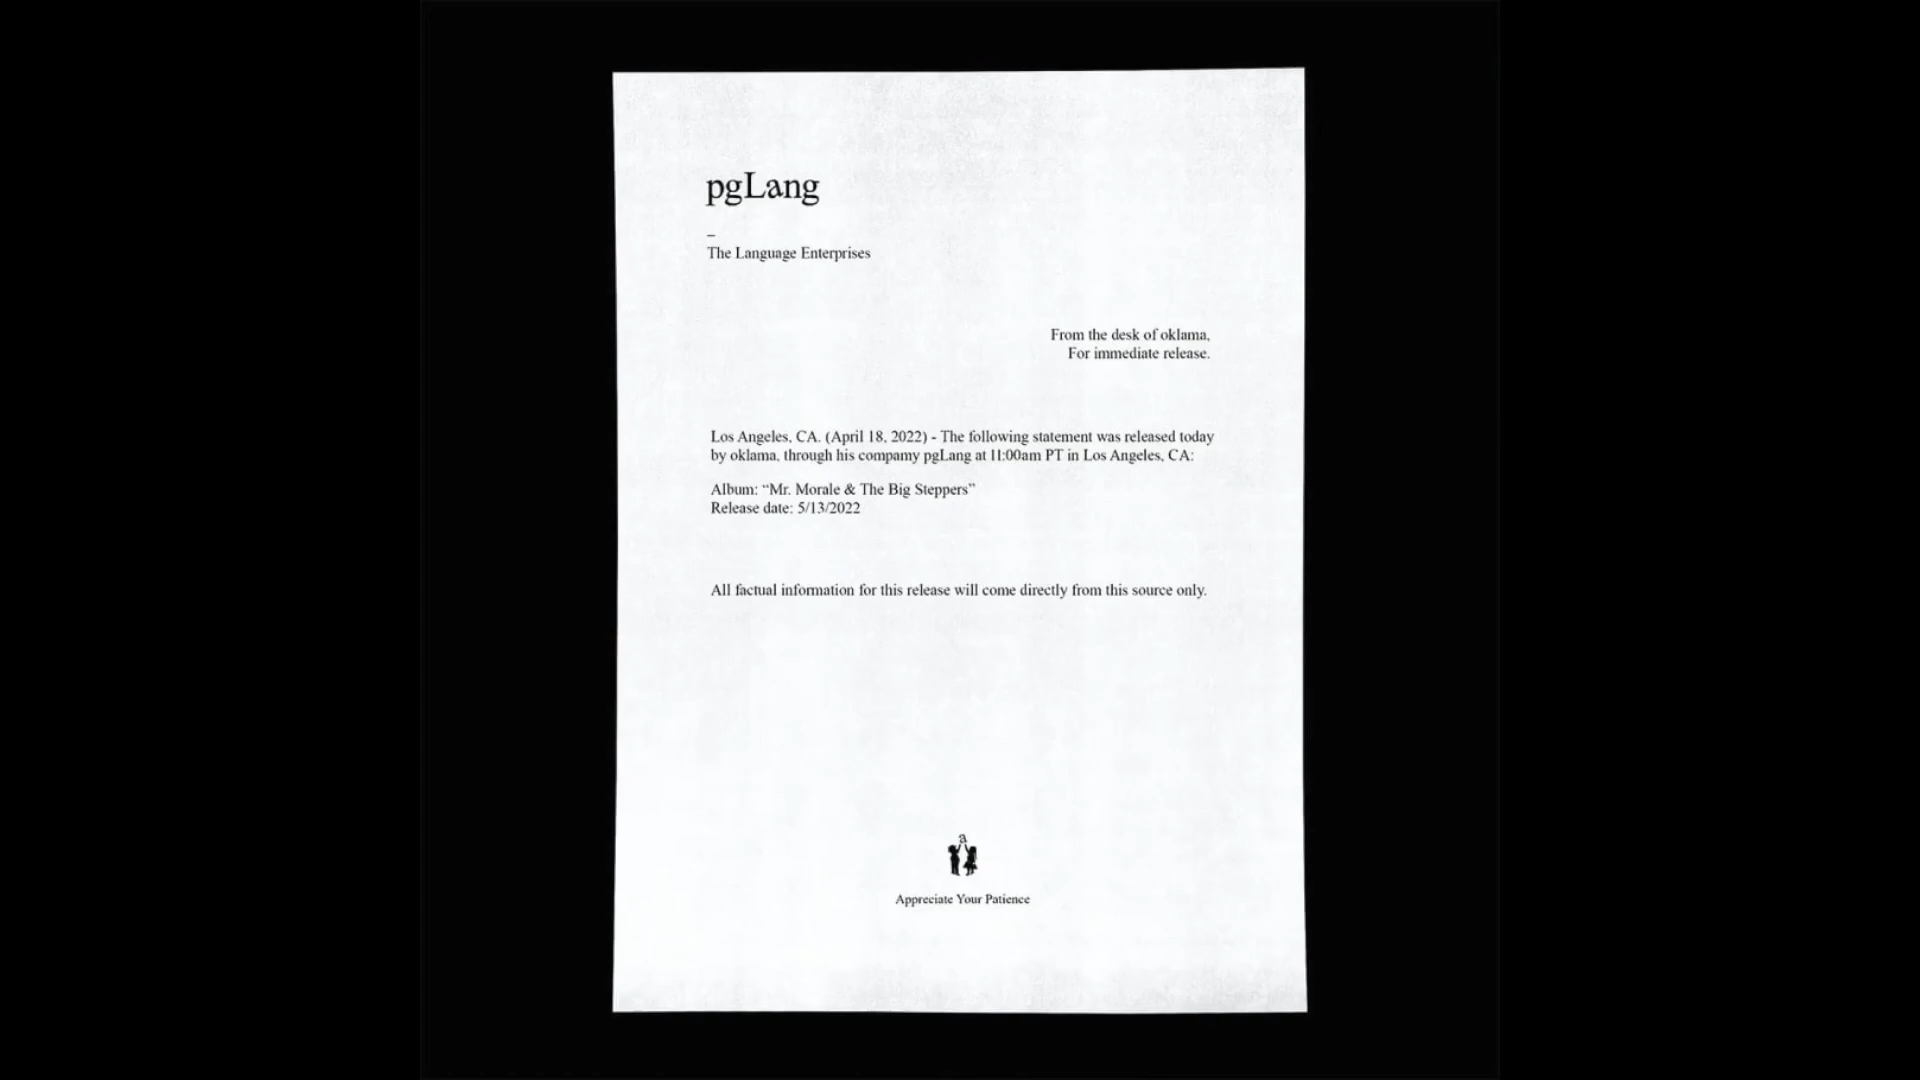 pgLang
–
The Language Enterprises
From the desk of oklama,
For immediate release.
Los Angeles, CA. (April 18, 2022) - The following statement was released today
by oklama, through his compamy pgLang at 11:00am PT in Los Angeles, CA:
Album: “Mr. Morale & The Big Steppers”
Release date: 5/13/2022
All factual information for this release will come directly from this source only.
a
Appreciate Your Patience